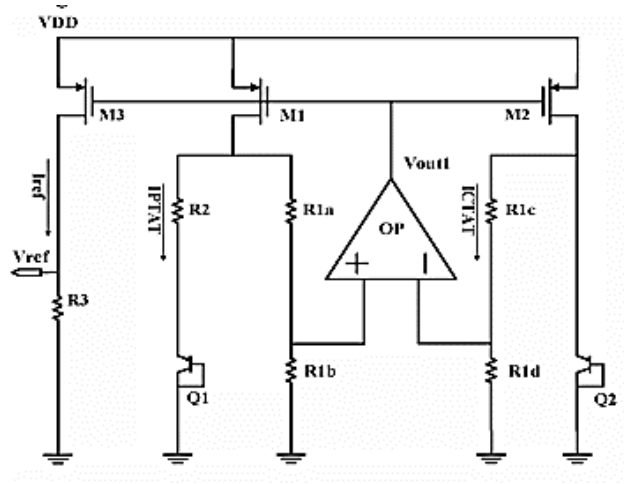 VDD
M3
M1
M2
Vout1
Iref
IPTAT
R2
R1a
OP
ICTAT
R1c
+
-
Vref
R3
R1b
R1d
Q1
Q2